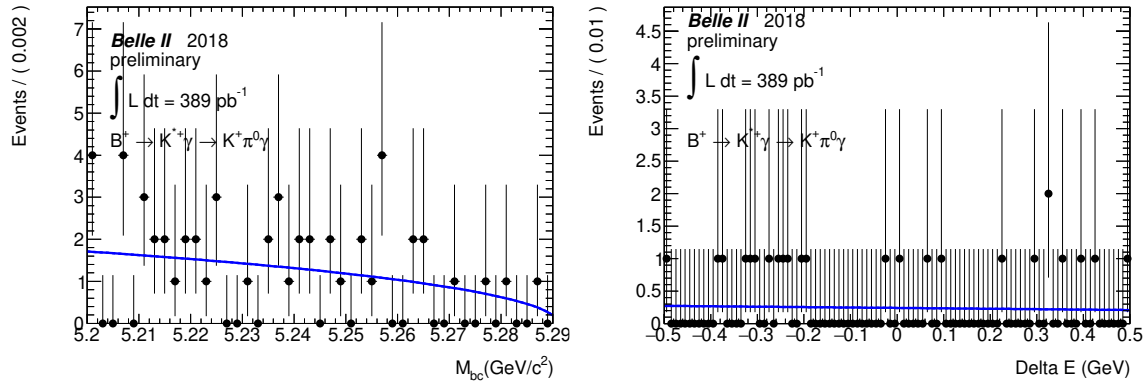 Events / ( 0.002 )
7
6
5
4
3
2
1
0
Belle II 2018
preliminary
∫ L dt = 389 pb⁻¹
B⁺ → K*⁺γ → K⁺π⁰γ
5.2 5.21 5.22 5.23 5.24 5.25 5.26 5.27 5.28 5.29
M_bc(GeV/c²)
Events / ( 0.01 )
4.5
4
3.5
3
2.5
2
1.5
1
0.5
0
Belle II 2018
preliminary
∫ L dt = 389 pb⁻¹
B⁺ → K*⁺γ → K⁺π⁰γ
−0.5 −0.4 −0.3 −0.2 −0.1 0 0.1 0.2 0.3 0.4 0.5
Delta E (GeV)